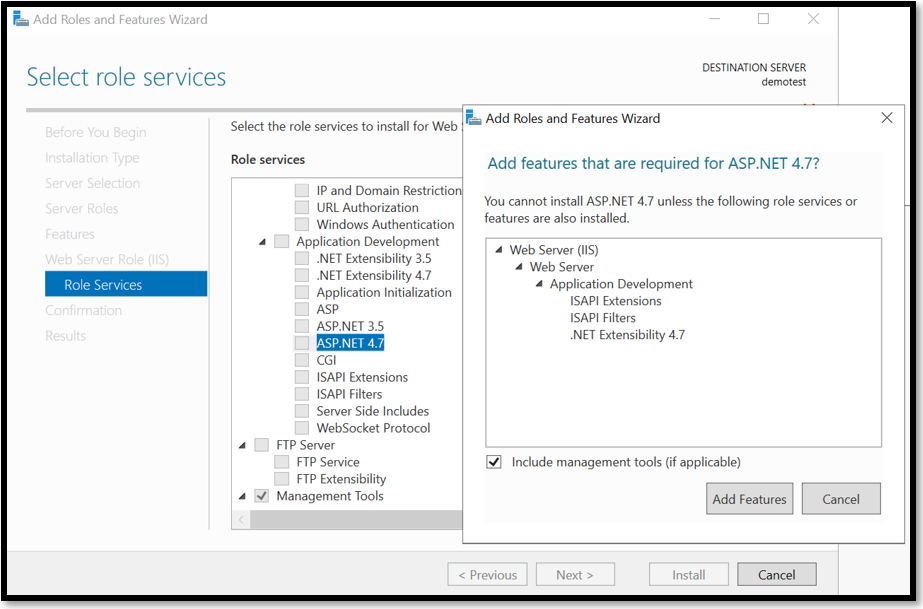 Add Roles and Features Wizard
Select role services
DESTINATION SERVER
demotest
Before You Begin
Installation Type
Server Selection
Server Roles
Features
Web Server Role (IIS)
Role Services
Confirmation
Results
Select the role services to install for Web
Role services
IP and Domain Restriction
URL Authorization
Windows Authentication
Application Development
.NET Extensibility 3.5
.NET Extensibility 4.7
Application Initialization
ASP
ASP.NET 3.5
ASP.NET 4.7
CGI
ISAPI Extensions
ISAPI Filters
Server Side Includes
WebSocket Protocol
FTP Server
FTP Service
FTP Extensibility
Management Tools
Add Roles and Features Wizard
Add features that are required for ASP.NET 4.7?
You cannot install ASP.NET 4.7 unless the following role services or
features are also installed.
Web Server (IIS)
Web Server
Application Development
ISAPI Extensions
ISAPI Filters
.NET Extensibility 4.7
Include management tools (if applicable)
Add Features
Cancel
< Previous
Next >
Install
Cancel